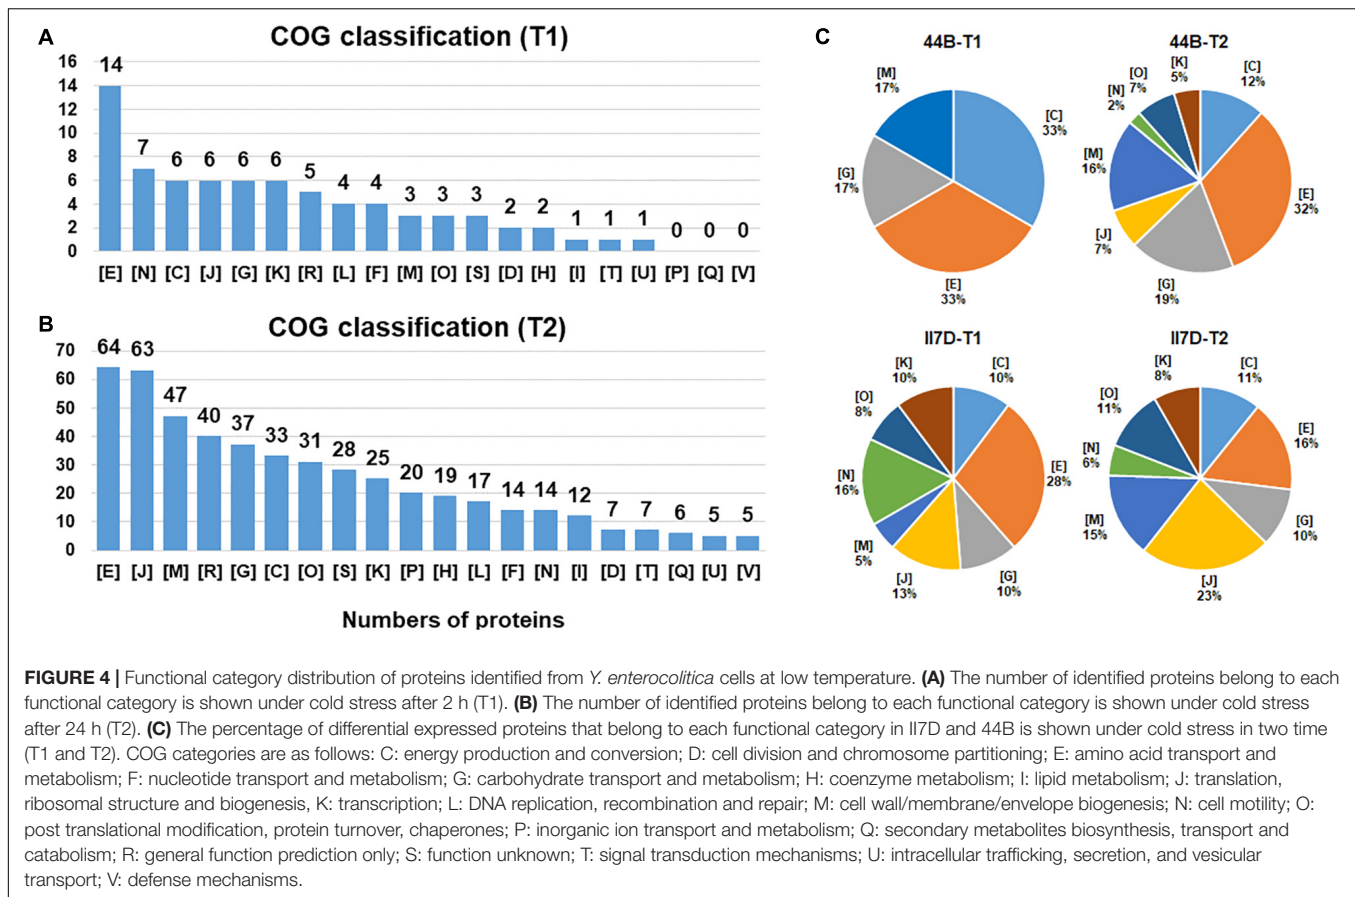 A
COG classification (T1)
16
14
12
10
8
6
4
2
0
14
7
6
6
6
6
5
4
4
3
3
3
2
2
1
1
1
0
0
0
[E] [N] [C] [J] [G] [K] [R] [L] [F] [M] [O] [S] [D] [H] [I] [T] [U] [P] [Q] [V]
B
COG classification (T2)
70
60
50
40
30
20
10
0
64
63
47
40
37
33
31
28
25
20
19
17
14
14
12
7
7
6
5
5
[E] [J] [M] [R] [G] [C] [O] [S] [K] [P] [H] [L] [F] [N] [I] [D] [T] [Q] [U] [V]
Numbers of proteins
C
44B-T1
[M]
17%
[C]
33%
[G]
17%
[E]
33%
44B-T2
[K]
5%
[C]
12%
[O]
7%
[N]
2%
[M]
16%
[E]
32%
[J]
7%
[G]
19%
II7D-T1
[K]
10%
[C]
10%
[O]
8%
[N]
16%
[E]
28%
[M]
5%
[J]
13%
[G]
10%
II7D-T2
[K]
8%
[C]
11%
[O]
11%
[E]
16%
[N]
6%
[M]
15%
[G]
10%
[J]
23%
FIGURE 4 | Functional category distribution of proteins identified from Y. enterocolitica cells at low temperature. (A) The number of identified proteins belong to each
functional category is shown under cold stress after 2 h (T1). (B) The number of identified proteins belong to each functional category is shown under cold stress
after 24 h (T2). (C) The percentage of differential expressed proteins that belong to each functional category in II7D and 44B is shown under cold stress in two time
(T1 and T2). COG categories are as follows: C: energy production and conversion; D: cell division and chromosome partitioning; E: amino acid transport and
metabolism; F: nucleotide transport and metabolism; G: carbohydrate transport and metabolism; H: coenzyme metabolism; I: lipid metabolism; J: translation,
ribosomal structure and biogenesis, K: transcription; L: DNA replication, recombination and repair; M: cell wall/membrane/envelope biogenesis; N: cell motility; O:
post translational modification, protein turnover, chaperones; P: inorganic ion transport and metabolism; Q: secondary metabolites biosynthesis, transport and
catabolism; R: general function prediction only; S: function unknown; T: signal transduction mechanisms; U: intracellular trafficking, secretion, and vesicular
transport; V: defense mechanisms.